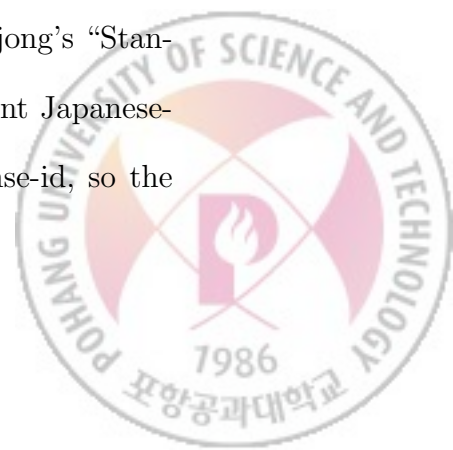 jong's “Stan-
nt Japanese-
se-id, so the
POHANG UNIVERSITY OF SCIENCE AND TECHNOLOGY
1986
포항공과대학교